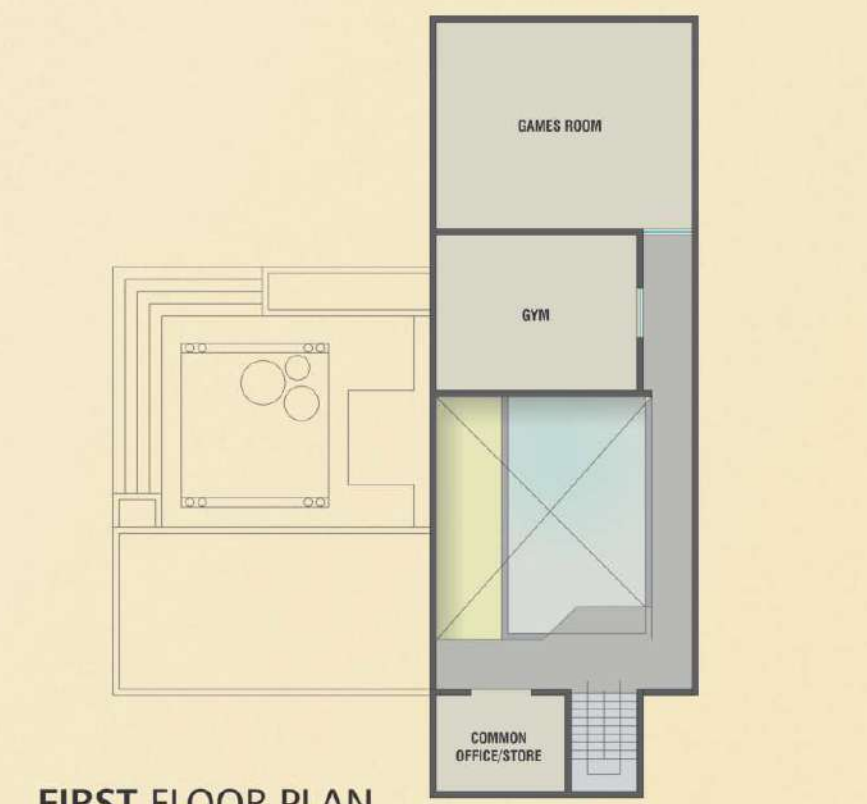 GAMES ROOM
GYM
COMMON
OFFICE/STORE
FIRST FLOOR PLAN